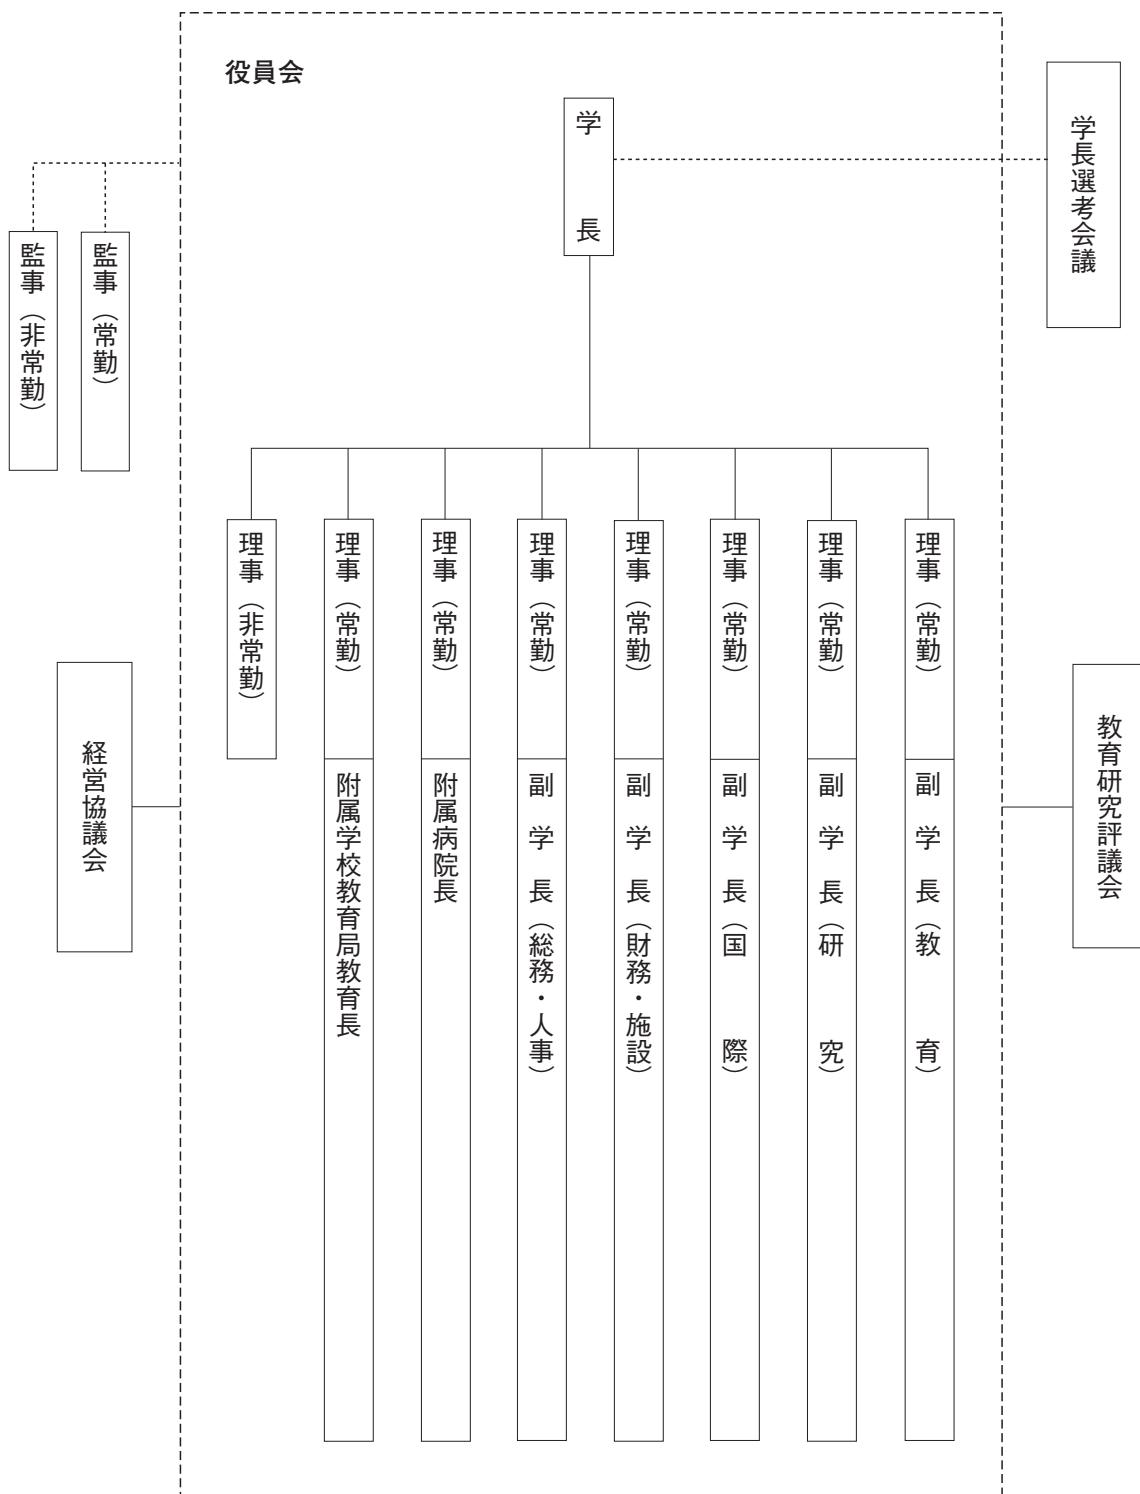 役員会
学長
学長選考会議
監事（常勤）
監事（非常勤）
理事（常勤）
副学長（教育）
理事（常勤）
副学長（研究）
理事（常勤）
副学長（国際）
理事（常勤）
副学長（財務・施設）
理事（常勤）
副学長（総務・人事）
理事（常勤）
附属病院長
理事（常勤）
附属学校教育局教育長
理事（非常勤）
教育研究評議会
経営協議会